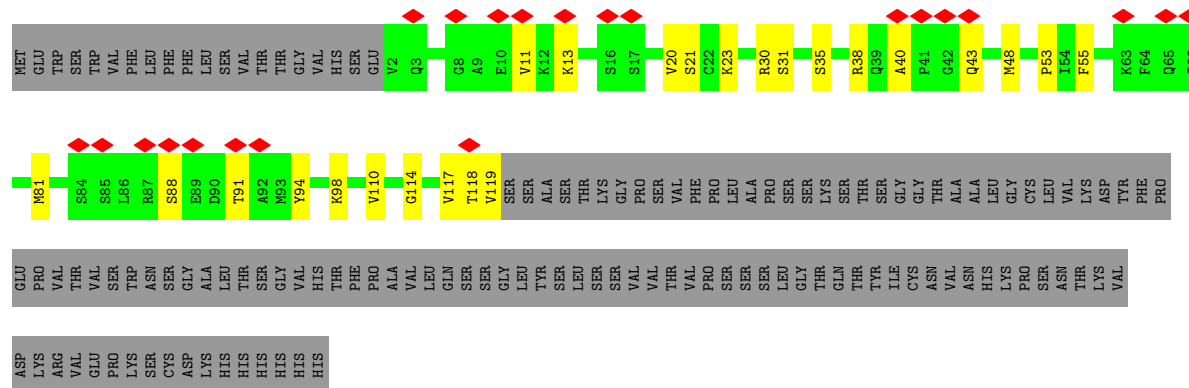 MET GLU TRP SER TRP VAL PHE LEU PHE PHE LEU SER VAL THR THR GLY VAL HIS SER GLU V2 Q3 G8 A9 E10 V11 K12 K13 S16 S17 V20 S21 C22 K23 R30 S31 S35 R38 Q39 A40 P41 G42 Q43 M48 P53 I54 F55 K63 F64 Q65
M81 S84 S85 L86 R87 S88 E89 D90 T91 A92 M93 Y94 K98 V110 G114 V117 T118 V119 SER SER ALA SER THR LYS GLY PRO SER VAL PHE PRO LEU ALA PRO SER SER LYS SER THR SER GLY GLY THR ALA ALA LEU GLY CYS LEU VAL LYS ASP TYR PHE PRO
GLU PRO VAL THR VAL SER TRP ASN SER GLY ALA LEU THR SER GLY VAL HIS THR PHE PRO ALA VAL LEU GLN SER SER GLY LEU TYR SER LEU SER SER VAL VAL THR VAL PRO SER SER SER LEU GLY THR GLN THR TYR ILE CYS ASN VAL ASN HIS LYS PRO SER ASN THR LYS VAL
ASP LYS ARG VAL GLU PRO LYS SER CYS ASP LYS HIS HIS HIS HIS HIS HIS